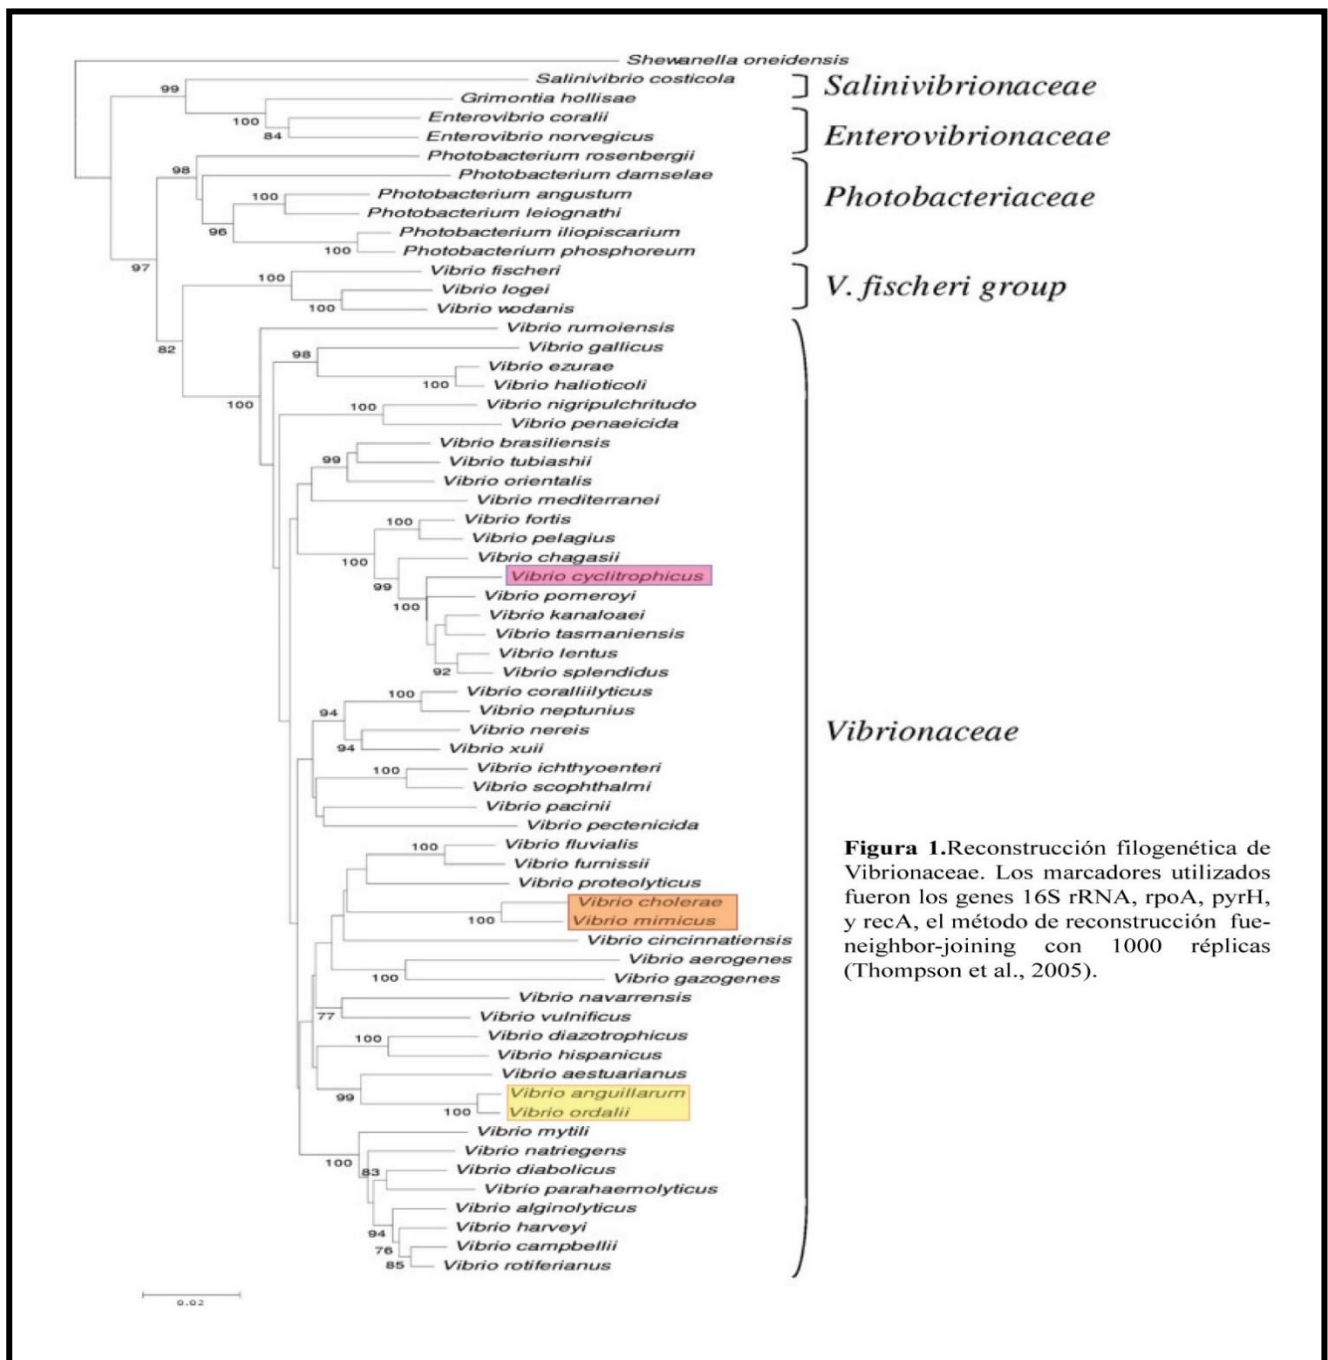 Shewanella oneidensis
Salinivibrio costicola
99
Salinivibrionaceae
Grimontia hollisae
Enterovibrio coralii
100
84
Enterovibrio norvegicus
Enterovibrionaceae
Photobacterium rosenbergii
98
Photobacterium damselae
Photobacterium angustum
100
Photobacteriaceae
Photobacterium leiognathi
96
Photobacterium iliopiscarium
100
Photobacterium phosphoreum
97
Vibrio fischeri
100
Vibrio logei
V. fischeri group
100
Vibrio wodanis
Vibrio rumoiensis
82
Vibrio gallicus
98
Vibrio ezurae
100
Vibrio halioticoli
100
Vibrio nigripulchritudo
100
Vibrio penaeicida
Vibrio brasiliensis
99
Vibrio tubiashii
Vibrio orientalis
Vibrio mediterranei
Vibrio fortis
100
Vibrio pelagius
100
Vibrio chagasii
Vibrio cyclitrophicus
99
Vibrio pomeroyi
100
Vibrio kanaloaei
Vibrio tasmaniensis
Vibrio lentus
92
Vibrio splendidus
Vibrio coralliilyticus
100
Vibrio neptunius
94
Vibrio nereis
94
Vibrio xuii
Vibrionaceae
Vibrio ichthyoenteri
100
Vibrio scophthalmi
Vibrio pacinii
Vibrio pectenicida
Vibrio fluvialis
100
Vibrio furnissii
Vibrio proteolyticus
Vibrio cholerae
100
Vibrio mimicus
Vibrio cincinnatiensis
Vibrio aerogenes
100
Vibrio gazogenes
Vibrio navarrensis
77
Vibrio vulnificus
Vibrio diazotrophicus
100
Vibrio hispanicus
Vibrio aestuarianus
99
Vibrio anguillarum
100
Vibrio ordalii
Vibrio mytili
100
Vibrio natriegens
83
Vibrio diabolicus
Vibrio parahaemolyticus
Vibrio alginolyticus
94
Vibrio harveyi
76
Vibrio campbellii
85
Vibrio rotiferianus
0.02
Figura 1.Reconstrucción filogenética de
Vibrionaceae. Los marcadores utilizados
fueron los genes 16S rRNA, rpoA, pyrH,
y recA, el método de reconstrucción fue-
neighbor-joining con 1000 réplicas
(Thompson et al., 2005).